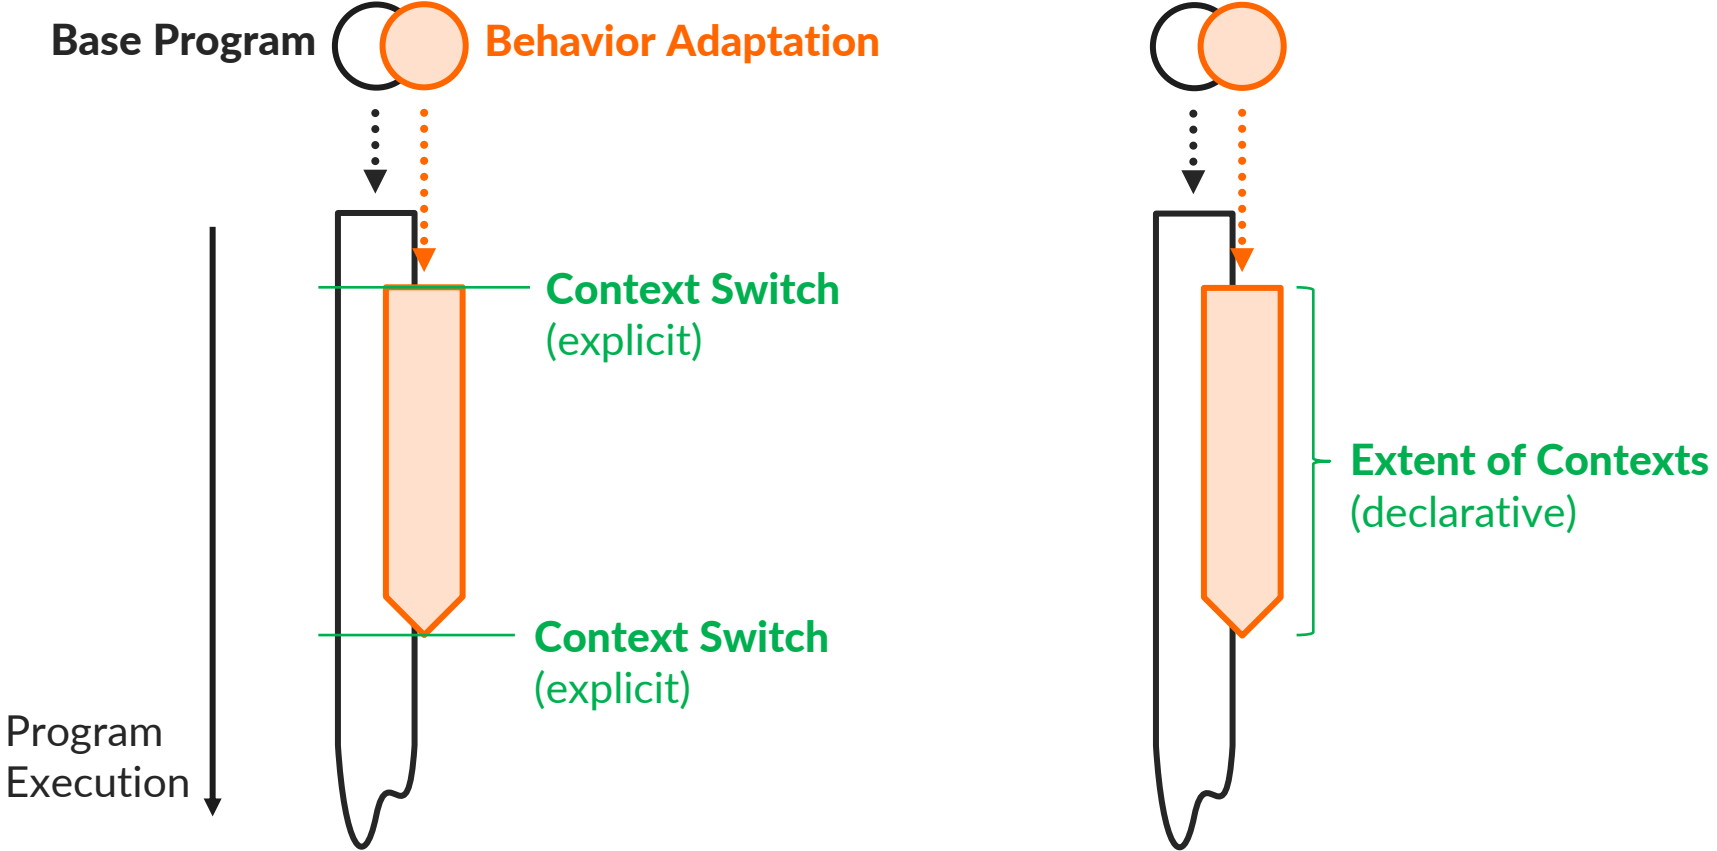 Base Program
Behavior Adaptation
Context Switch
(explicit)
Extent of Contexts
(declarative)
Context Switch
(explicit)
Program
Execution